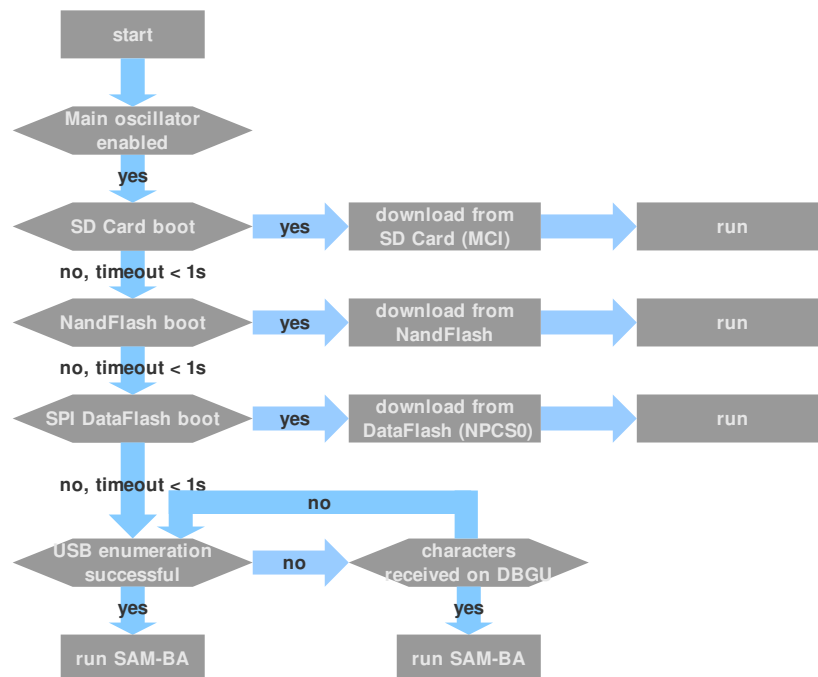 start
Main oscillator
enabled
yes
SD Card boot
yes
download from
SD Card (MCI)
run
no, timeout < 1s
NandFlash boot
yes
download from
NandFlash
run
no, timeout < 1s
SPI DataFlash boot
yes
download from
DataFlash (NPCS0)
run
no, timeout < 1s
no
USB enumeration
successful
no
characters
received on DBGU
yes
yes
run SAM-BA
run SAM-BA